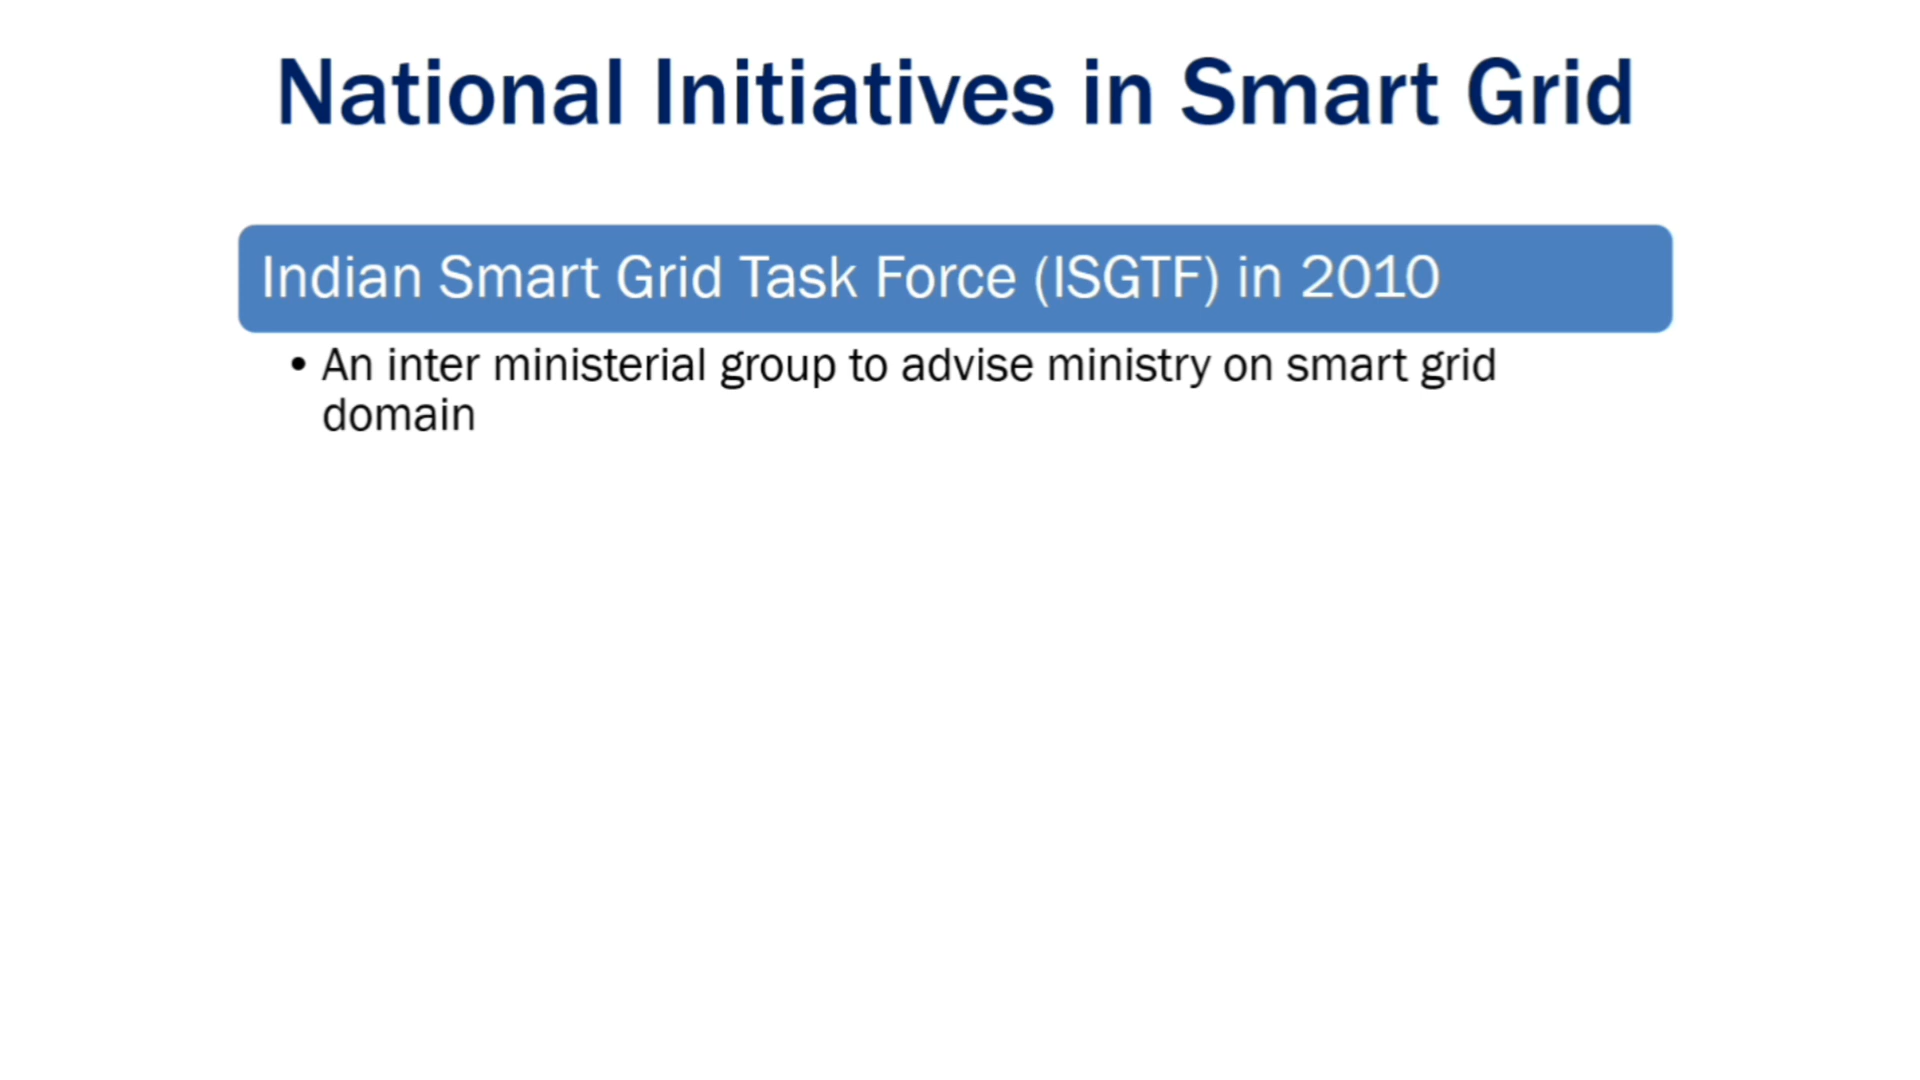 National Initiatives in Smart Grid
Indian Smart Grid Task Force (ISGTF) in 2010
• An inter ministerial group to advise ministry on smart grid
domain